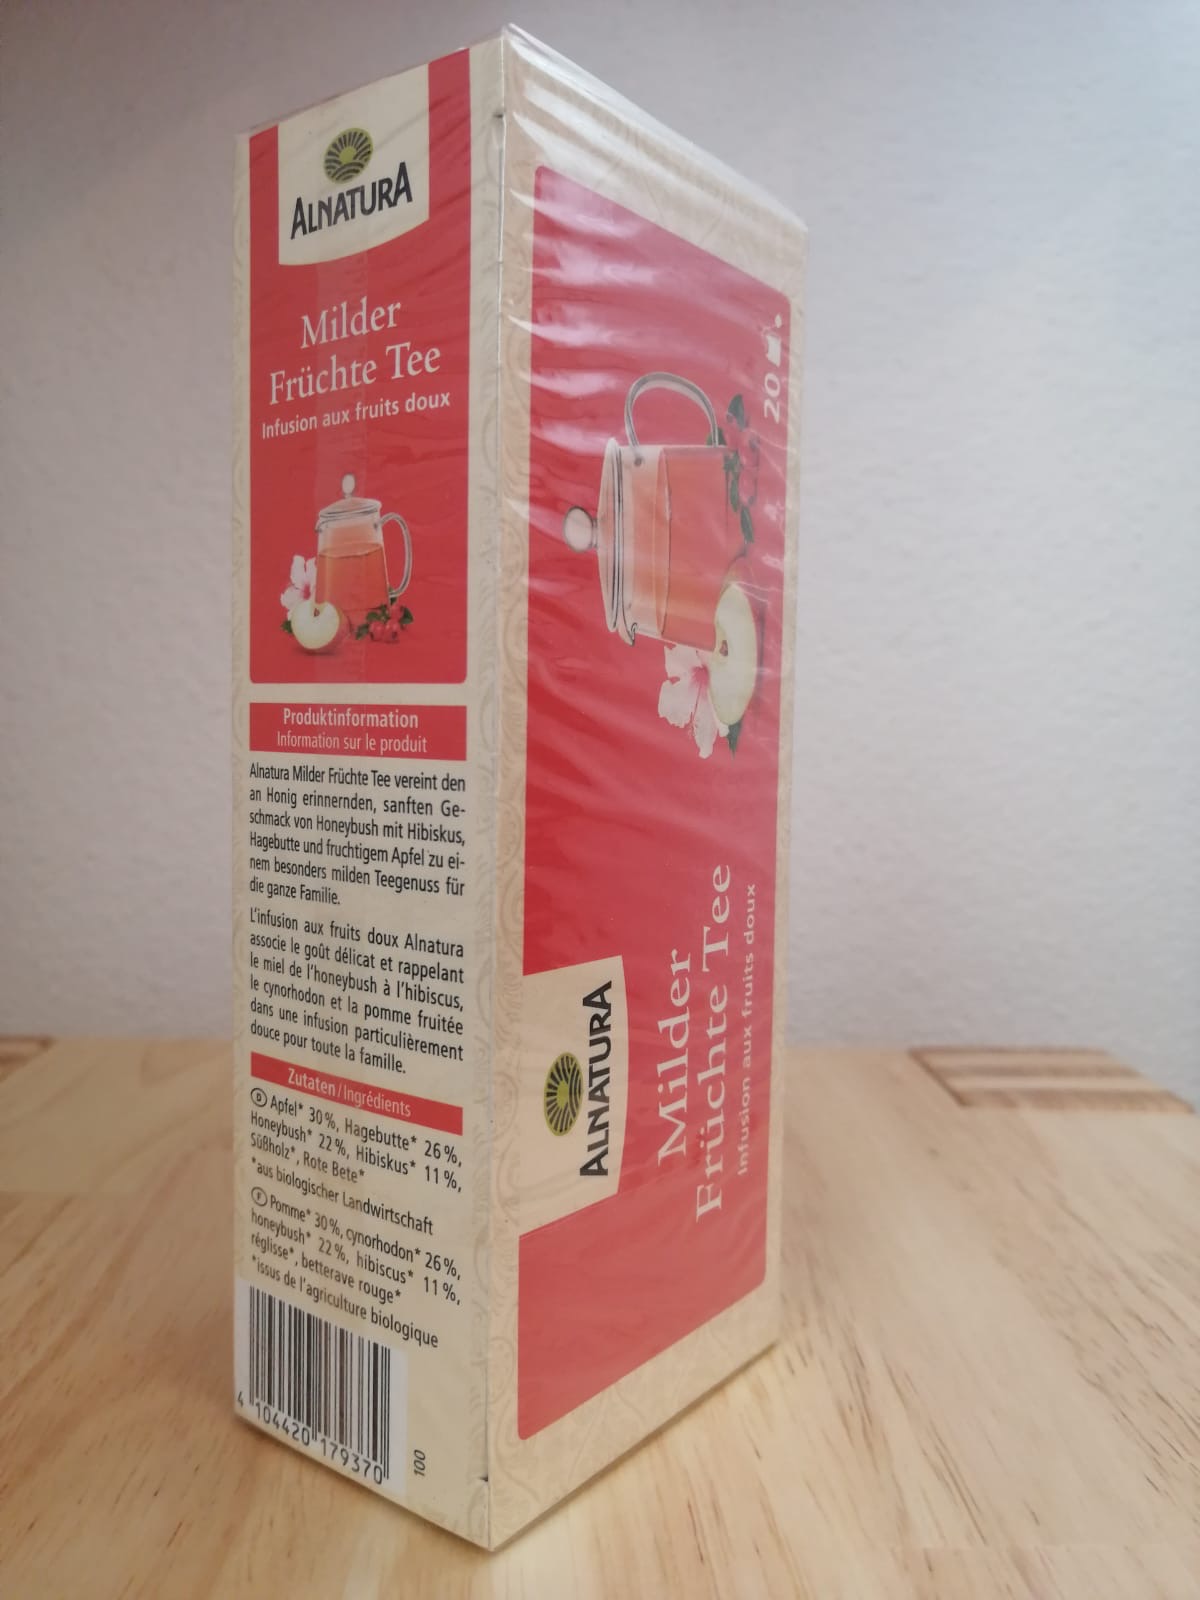 ALNATURA
Milder
Früchte Tee
Infusion aux fruits doux
Produktinformation
Information sur le produit
Alnatura Milder Früchte Tee vereint den
an Honig erinnernden, sanften Ge-
schmack von Honeybush mit Hibiskus,
Hagebutte und fruchtigem Apfel zu ei-
nem besonders milden Teegenuss für
die ganze Familie.
L'infusion aux fruits doux Alnatura
associe le goût délicat et rappelant
le miel de l'honeybush à l'hibiscus,
le cynorhodon et la pomme fruitée
dans une infusion particulièrement
douce pour toute la famille.
Zutaten/Ingrédients
D Apfel* 30%, Hagebutte* 26%,
Honeybush* 22%, Hibiskus* 11%,
Süßholz*, Rote Bete*
*aus biologischer Landwirtschaft
F Pomme* 30%, cynorhodon* 26%,
honeybush* 22%, hibiscus* 11%,
réglisse*, betterave rouge*
*issus de l'agriculture biologique
4 104420 179370
100
ALNATURA
Milder
Früchte Tee
Infusion aux fruits doux
20